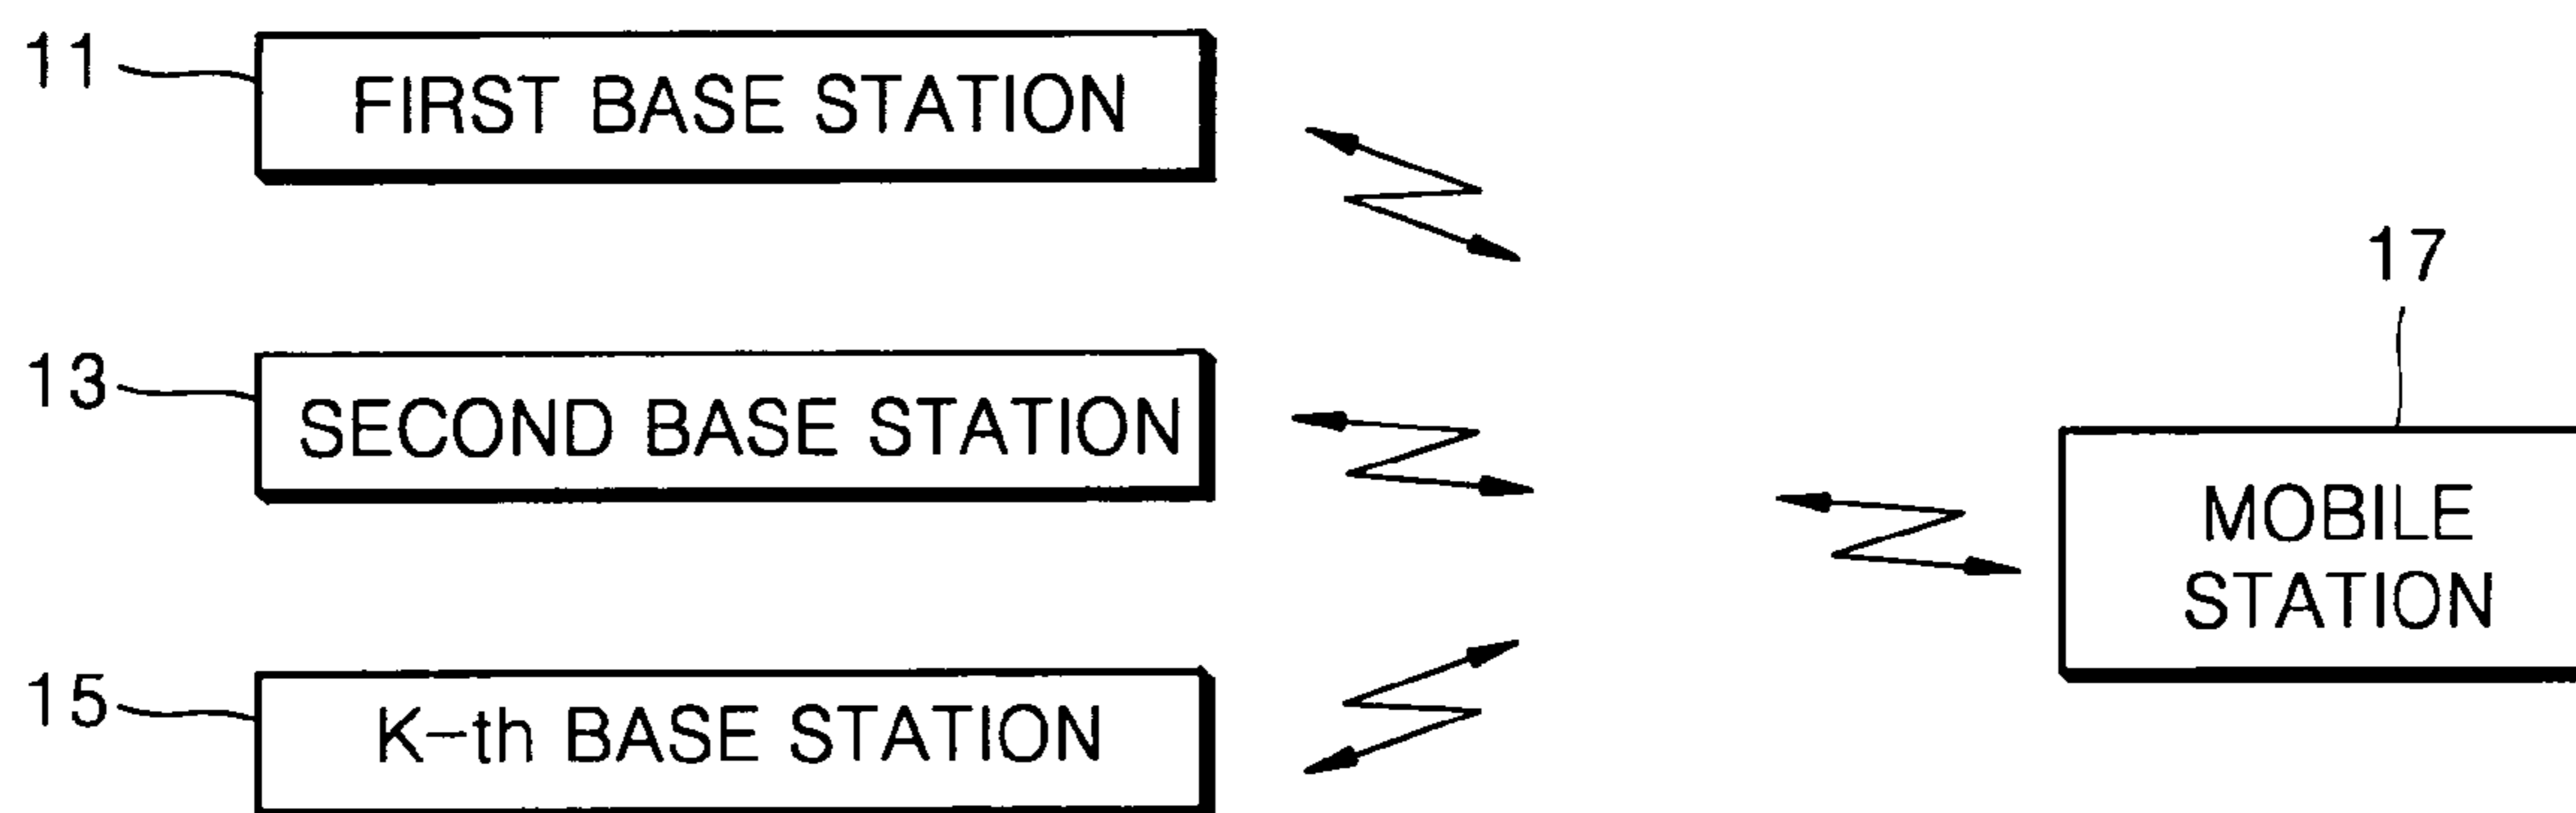 11
FIRST BASE STATION
17
13
SECOND BASE STATION
MOBILE
STATION
15
K-th BASE STATION